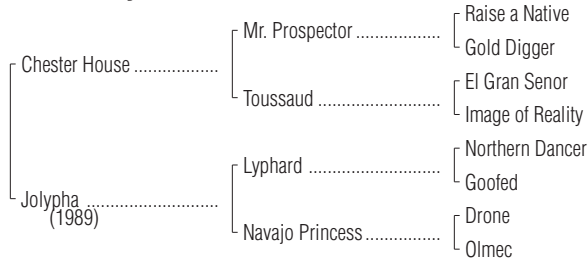 Raise a Native
Mr. Prospector ..................
Gold Digger
Chester House ..................
El Gran Senor
Toussaud ..........................
Image of Reality
Northern Dancer
Lyphard ............................
Goofed
Jolypha .............................
(1989)
Drone
Navajo Princess ................
Olmec